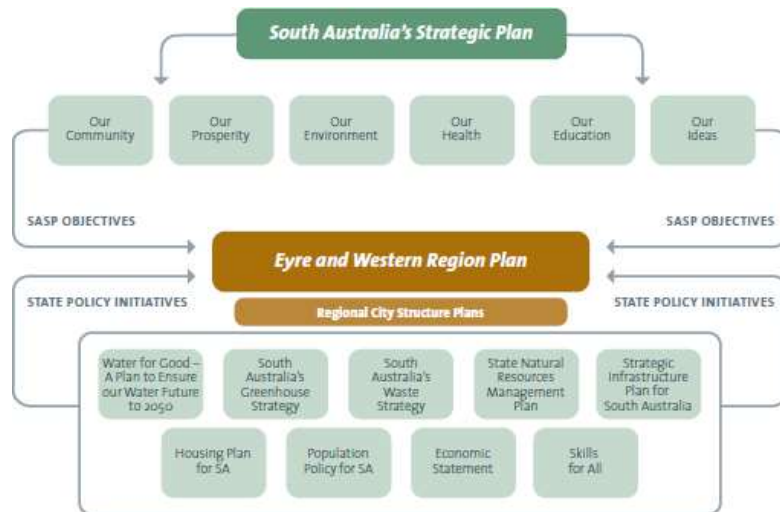 South Australia's Strategic Plan
Our
Community
Our
Prosperity
Our
Environment
Our
Health
Our
Education
Our
Ideas
SASP OBJECTIVES
SASP OBJECTIVES
Eyre and Western Region Plan
STATE POLICY INITIATIVES
STATE POLICY INITIATIVES
Regional City Structure Plans
Water for Good –
A Plan to Ensure
our Water Future
to 2050
South
Australia's
Greenhouse
Strategy
South
Australia's
Waste
Strategy
State Natural
Resources
Management
Plan
Strategic
Infrastructure
Plan for
South Australia
Housing Plan
for SA
Population
Policy for SA
Economic
Statement
Skills
for All